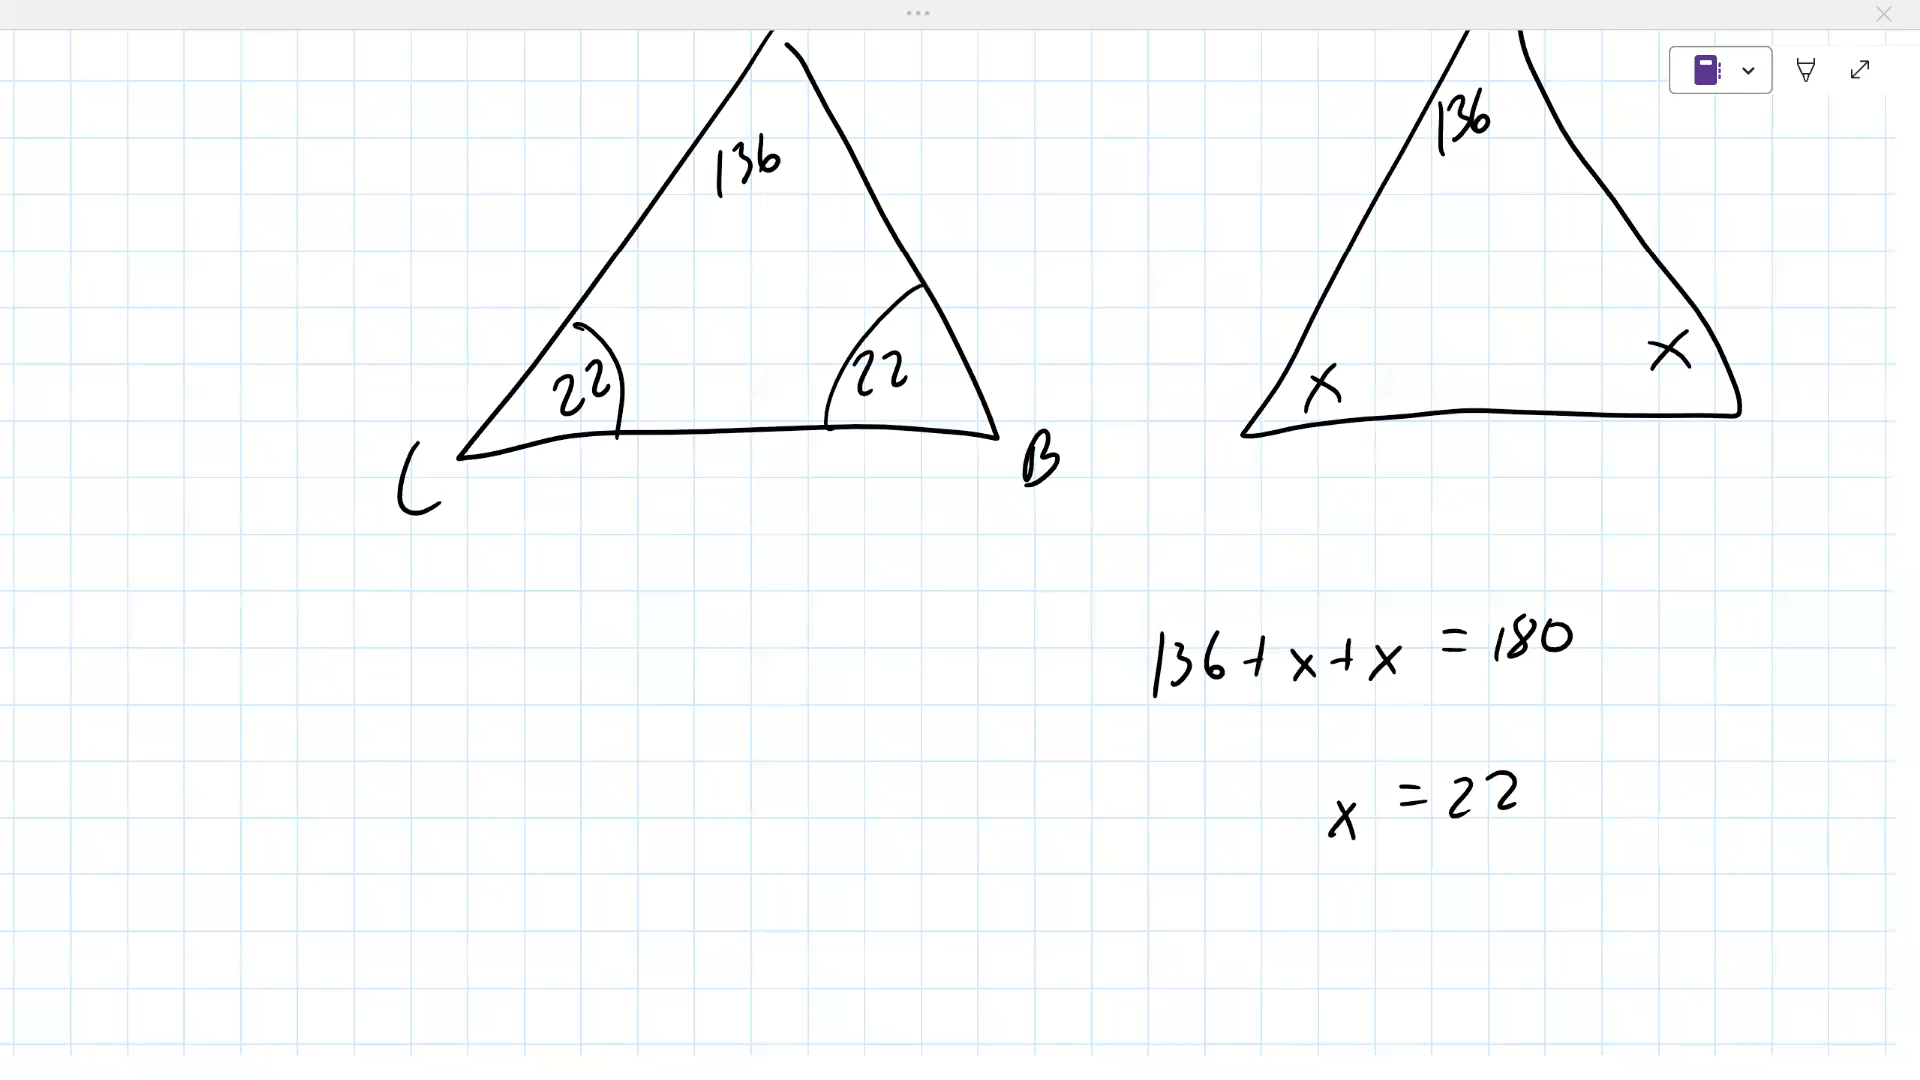 136
136
22
22
x
x
C
B
136 + x + x = 180
x = 22